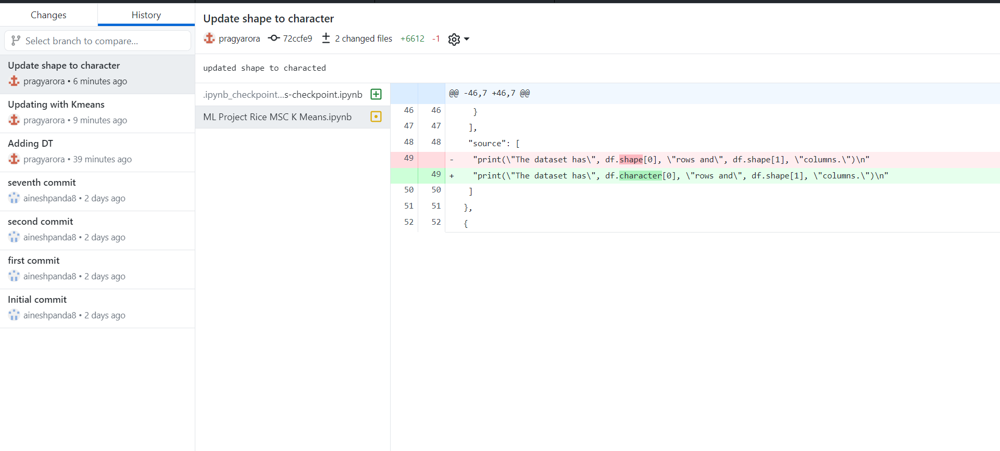 Changes
History
Select branch to compare...
Update shape to character
pragyarora • 6 minutes ago
Updating with Kmeans
pragyarora • 9 minutes ago
Adding DT
pragyarora • 39 minutes ago
seventh commit
aineshpanda8 • 2 days ago
second commit
aineshpanda8 • 2 days ago
first commit
aineshpanda8 • 2 days ago
Initial commit
aineshpanda8 • 2 days ago
Update shape to character
pragyarora 72ccfe9 2 changed files +6612 -1
updated shape to characted
.ipynb_checkpoint...s-checkpoint.ipynb
ML Project Rice MSC K Means.ipynb
@@ -46,7 +46,7 @@
46 46 }
47 47 ],
48 48 "source": [
49 - "print(\"The dataset has\", df.shape[0], \"rows and\", df.shape[1], \"columns.\")\n"
49 + "print(\"The dataset has\", df.character[0], \"rows and\", df.shape[1], \"columns.\")\n"
50 50 ]
51 51 },
52 52 {